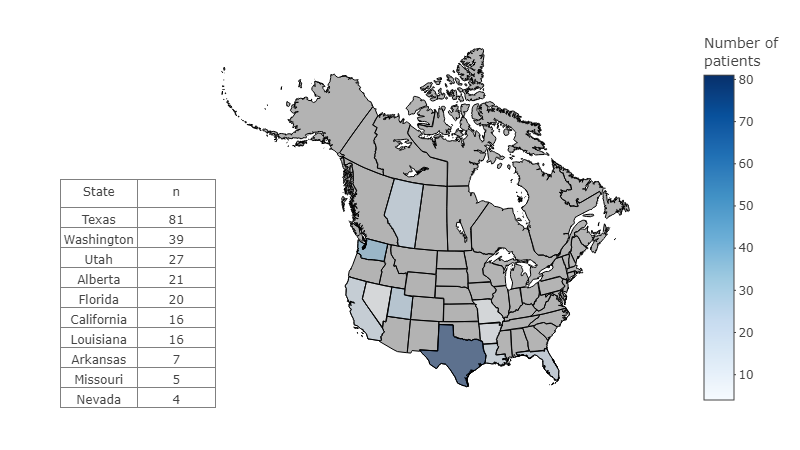 Number of
patients
80
70
60
50
40
30
20
10
State n
Texas 81
Washington 39
Utah 27
Alberta 21
Florida 20
California 16
Louisiana 16
Arkansas 7
Missouri 5
Nevada 4